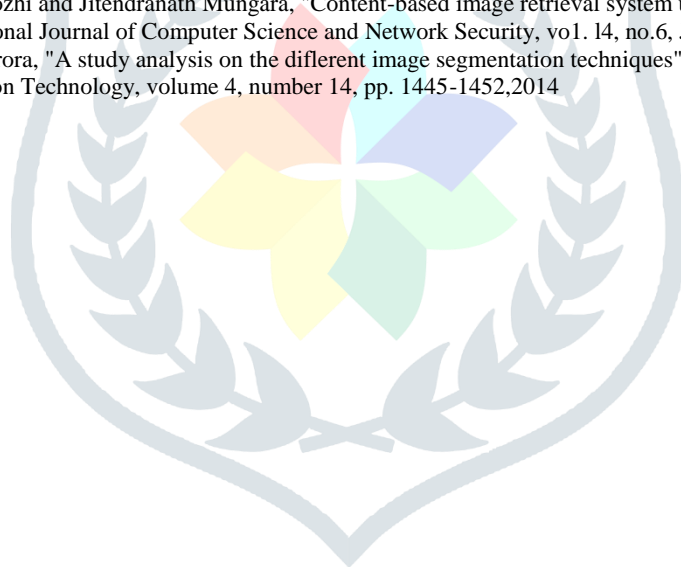 ozhi and Jitendranath Mungara, "Content-based image retrieval system u
onal Journal of Computer Science and Network Security, vo1. l4, no.6, .
rora, "A study analysis on the diflerent image segmentation techniques"
on Technology, volume 4, number 14, pp. 1445-1452,2014